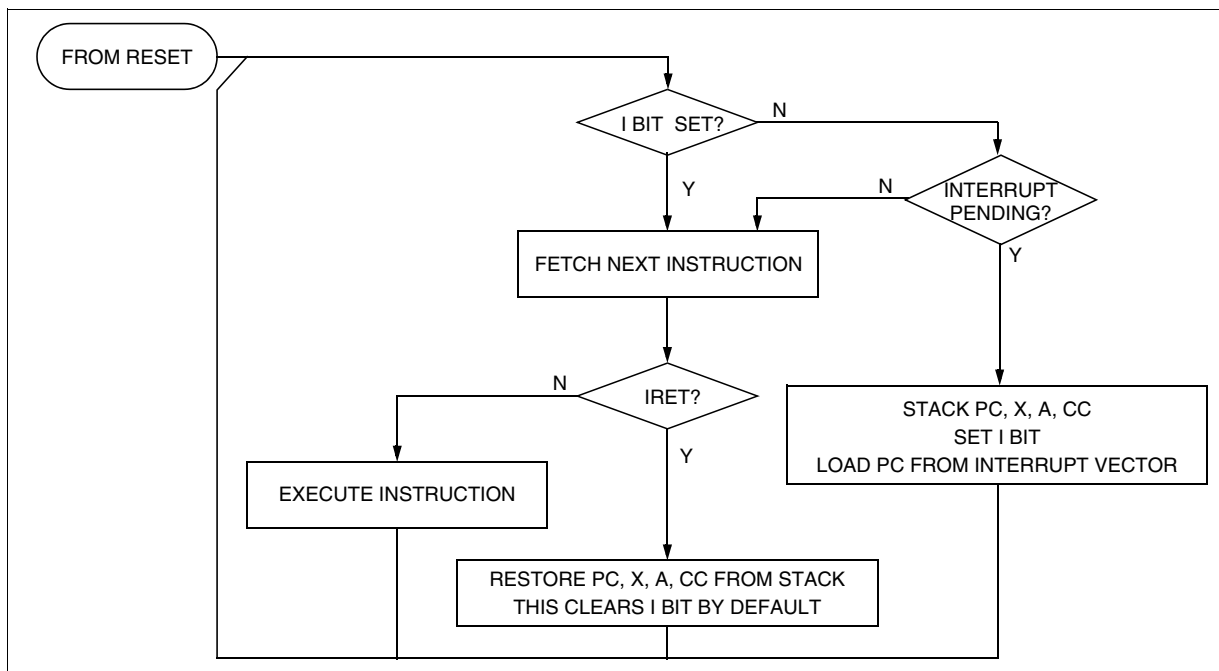 FROM RESET
I BIT SET?
N
Y
N
INTERRUPT
PENDING?
Y
FETCH NEXT INSTRUCTION
N
IRET?
Y
STACK PC, X, A, CC
SET I BIT
LOAD PC FROM INTERRUPT VECTOR
EXECUTE INSTRUCTION
RESTORE PC, X, A, CC FROM STACK
THIS CLEARS I BIT BY DEFAULT